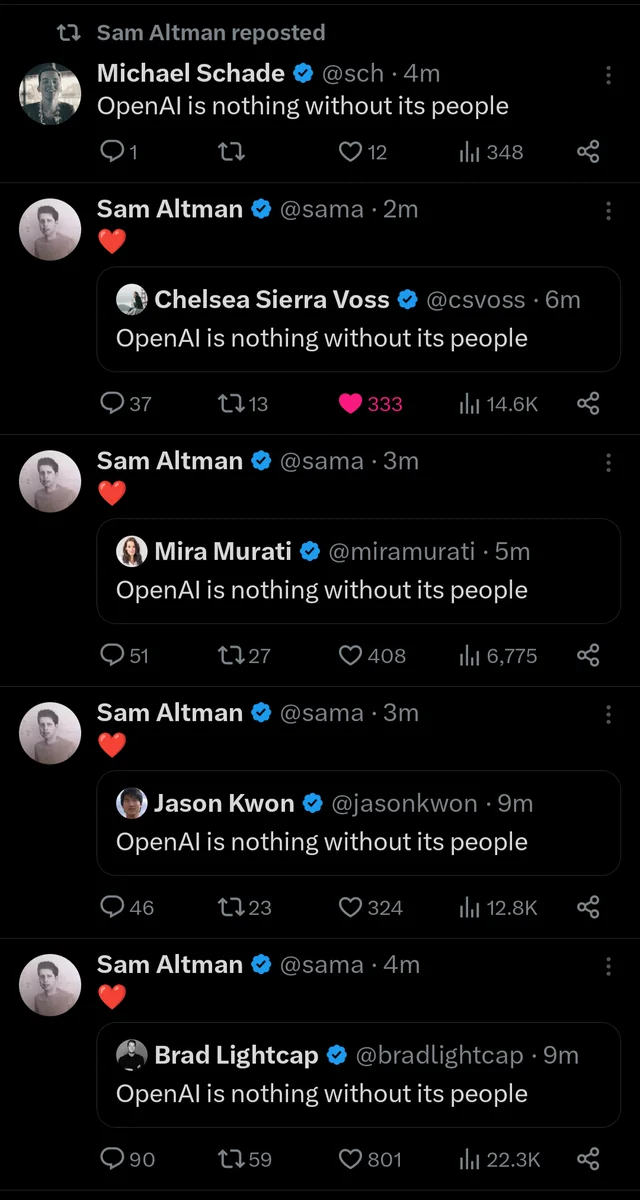 Sam Altman reposted
Michael Schade @sch · 4m
OpenAI is nothing without its people
1 12 348
Sam Altman @sama · 2m
❤️
Chelsea Sierra Voss @csvoss · 6m
OpenAI is nothing without its people
37 13 333 14.6K
Sam Altman @sama · 3m
❤️
Mira Murati @miramurati · 5m
OpenAI is nothing without its people
51 27 408 6,775
Sam Altman @sama · 3m
❤️
Jason Kwon @jasonkwon · 9m
OpenAI is nothing without its people
46 23 324 12.8K
Sam Altman @sama · 4m
❤️
Brad Lightcap @bradlightcap · 9m
OpenAI is nothing without its people
90 59 801 22.3K